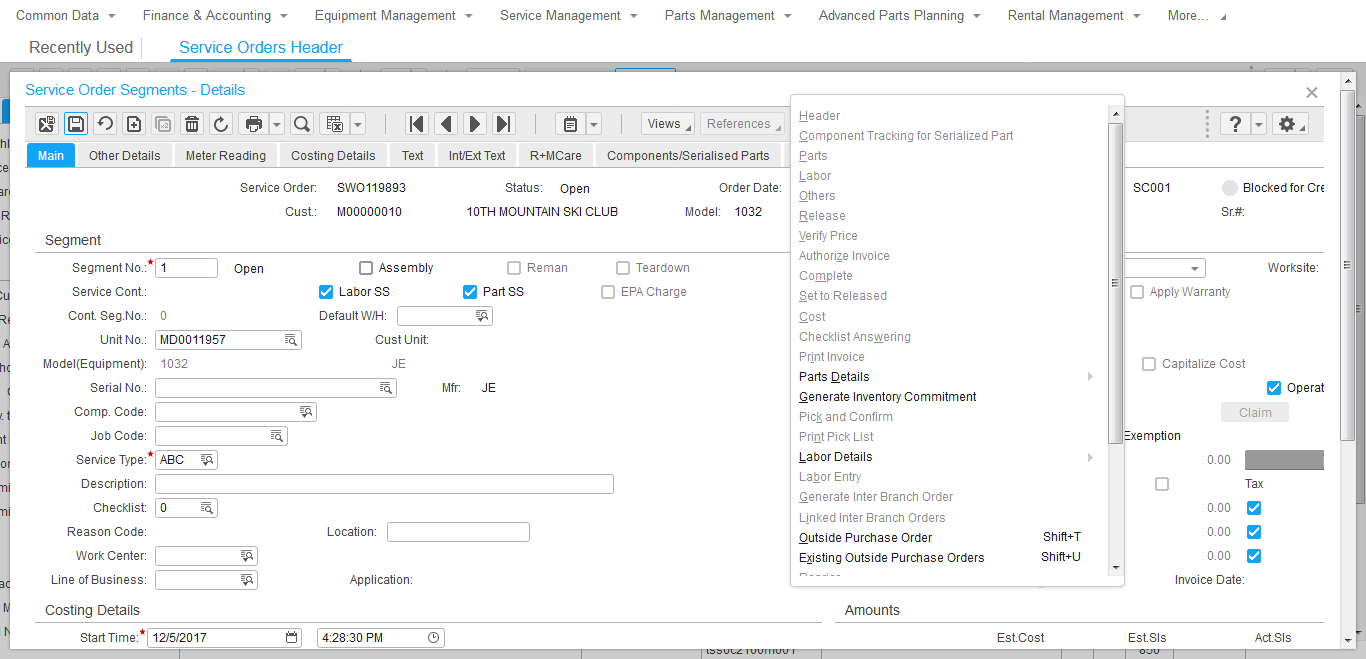 Common Data Finance & Accounting Equipment Management Service Management Parts Management Advanced Parts Planning Rental Management More...
Recently Used Service Orders Header
Service Order Segments - Details
Views References
Main Other Details Meter Reading Costing Details Text Int/Ext Text R+MCare Components/Serialised Parts
Service Order: SWO119893 Status: Open Order Date: SC001 Blocked for Cre
Cust.: M00000010 10TH MOUNTAIN SKI CLUB Model: 1032 Sr.#:
Segment
Segment No.:* 1 Open Assembly Reman Teardown Worksite:
Service Cont.: Labor SS Part SS EPA Charge Apply Warranty
Cont. Seg.No.: 0 Default W/H:
Unit No.: MD0011957 Cust Unit:
Model(Equipment): 1032 JE Capitalize Cost
Serial No.: Mfr: JE Operat
Comp. Code: Claim
Job Code: Exemption
Service Type:* ABC 0.00
Description: Tax
Checklist: 0 0.00
Reason Code: Location: 0.00
Work Center: 0.00
Line of Business: Application: Invoice Date:
Costing Details Amounts
Start Time:* 12/5/2017 4:28:30 PM Est.Cost Est.Sls Act.Sls
Header
Component Tracking for Serialized Part
Parts
Labor
Others
Release
Verify Price
Authorize Invoice
Complete
Set to Released
Cost
Checklist Answering
Print Invoice
Parts Details
Generate Inventory Commitment
Pick and Confirm
Print Pick List
Labor Details
Labor Entry
Generate Inter Branch Order
Linked Inter Branch Orders
Outside Purchase Order Shift+T
Existing Outside Purchase Orders Shift+U
850